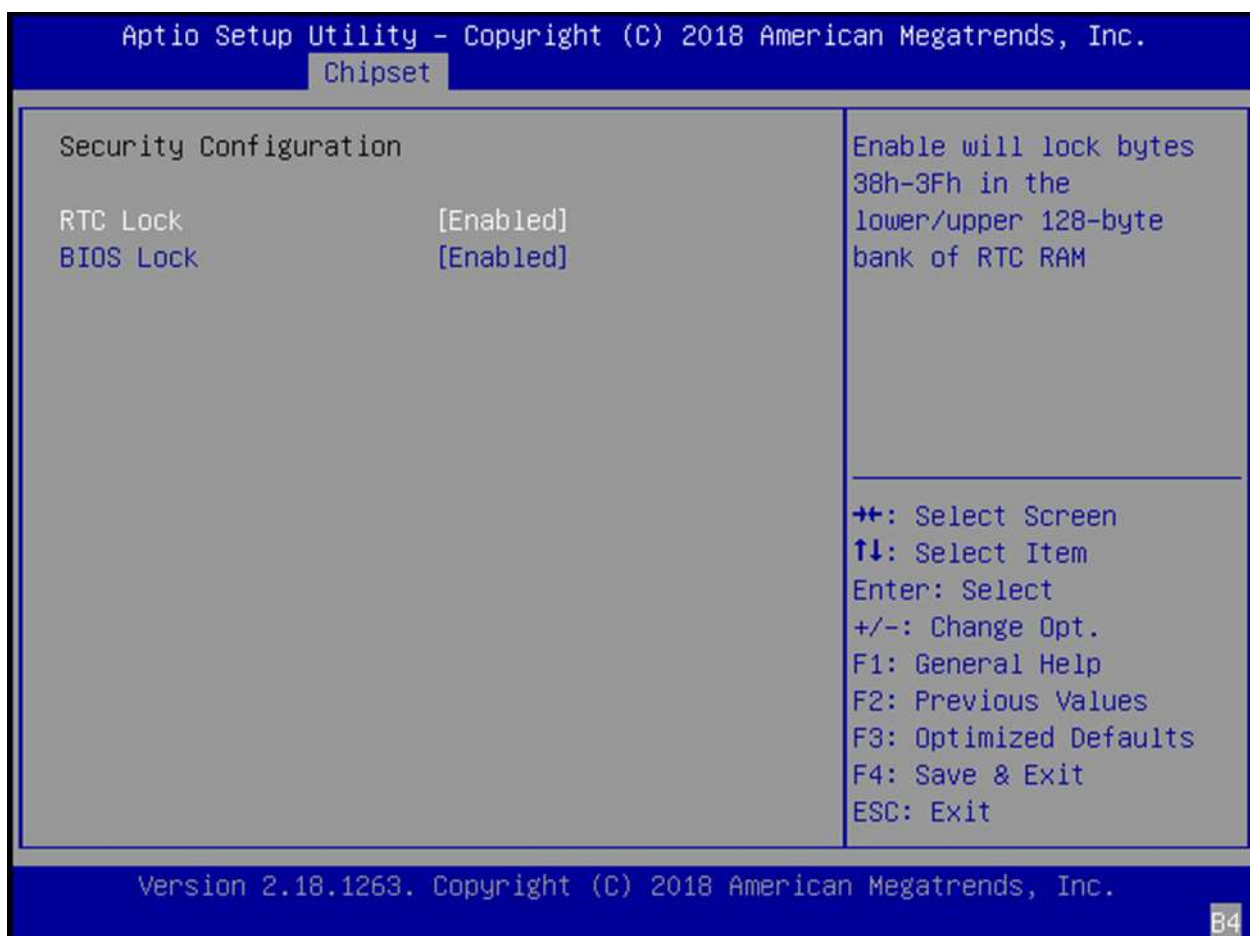 Aptio Setup Utility – Copyright (C) 2018 American Megatrends, Inc.
Chipset
Security Configuration
RTC Lock [Enabled]
BIOS Lock [Enabled]
Enable will lock bytes
38h-3Fh in the
lower/upper 128-byte
bank of RTC RAM
→←: Select Screen
↑↓: Select Item
Enter: Select
+/-: Change Opt.
F1: General Help
F2: Previous Values
F3: Optimized Defaults
F4: Save & Exit
ESC: Exit
Version 2.18.1263. Copyright (C) 2018 American Megatrends, Inc.
B4